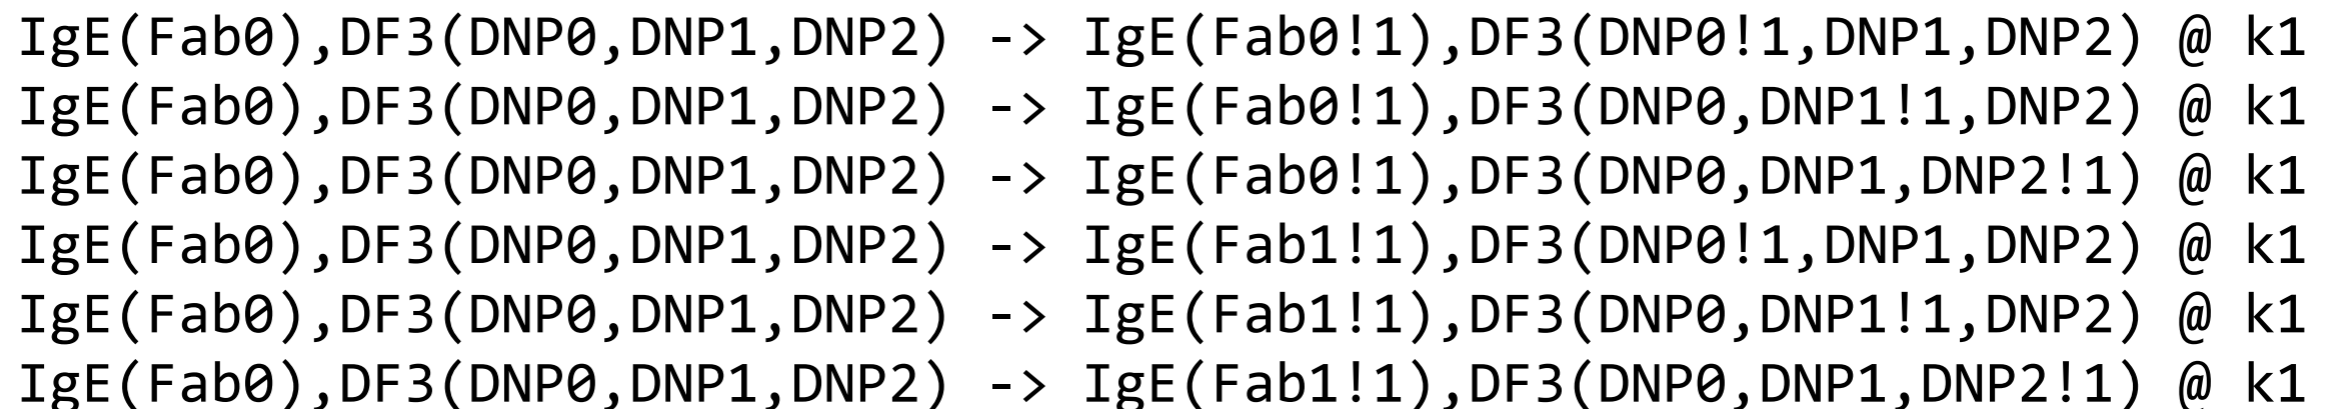 IgE(Fab0),DF3(DNP0,DNP1,DNP2) -> IgE(Fab0!1),DF3(DNP0!1,DNP1,DNP2) @ k1
IgE(Fab0),DF3(DNP0,DNP1,DNP2) -> IgE(Fab0!1),DF3(DNP0,DNP1!1,DNP2) @ k1
IgE(Fab0),DF3(DNP0,DNP1,DNP2) -> IgE(Fab0!1),DF3(DNP0,DNP1,DNP2!1) @ k1
IgE(Fab0),DF3(DNP0,DNP1,DNP2) -> IgE(Fab1!1),DF3(DNP0!1,DNP1,DNP2) @ k1
IgE(Fab0),DF3(DNP0,DNP1,DNP2) -> IgE(Fab1!1),DF3(DNP0,DNP1!1,DNP2) @ k1
IgE(Fab0),DF3(DNP0,DNP1,DNP2) -> IgE(Fab1!1),DF3(DNP0,DNP1,DNP2!1) @ k1